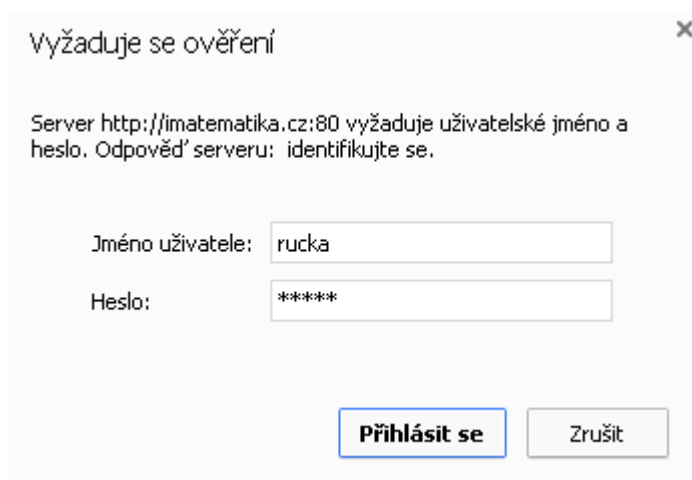 Vyžaduje se ověření
Server http://imatematika.cz:80 vyžaduje uživatelské jméno a
heslo. Odpověď serveru: identifikujte se.
Jméno uživatele: rucka
Heslo: *****
Přihlásit se Zrušit